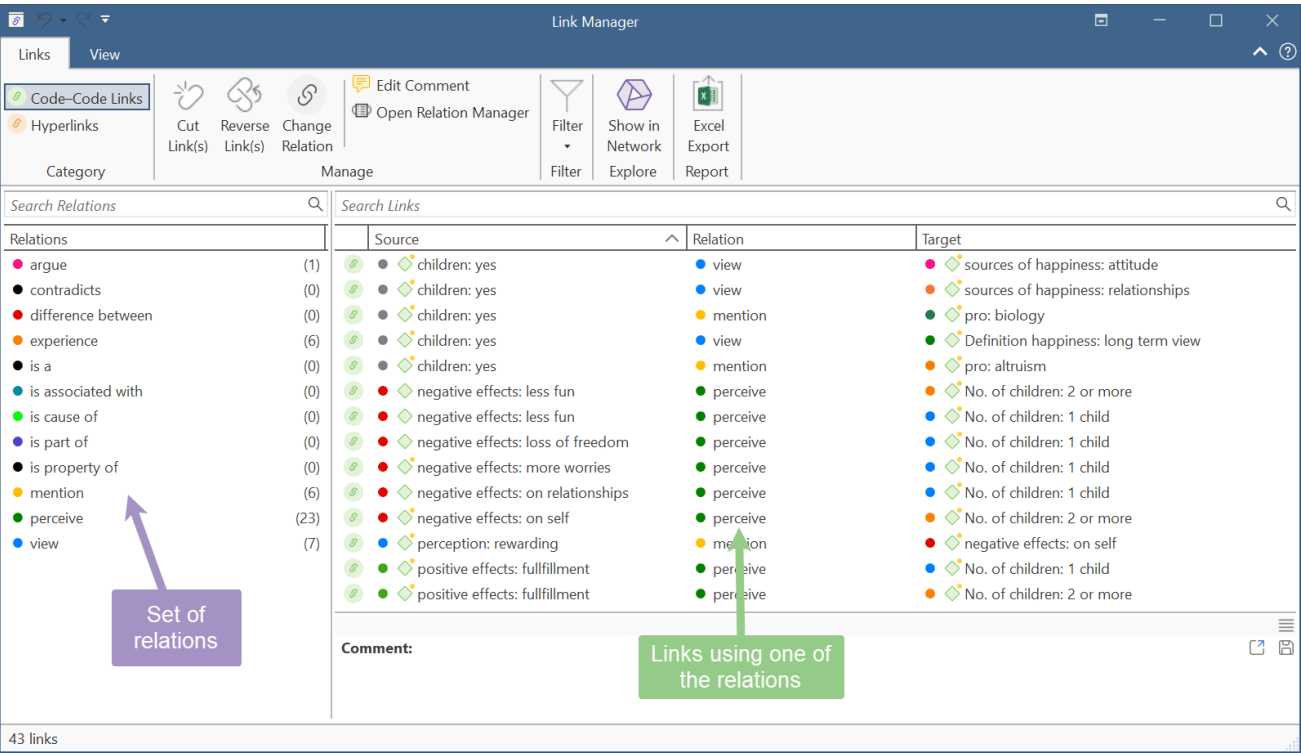 Link Manager
Links View
Code–Code Links
Hyperlinks
Category
Cut Link(s)
Reverse Link(s)
Change Relation
Edit Comment
Open Relation Manager
Manage
Filter
Filter
Show in Network
Explore
Excel Export
Report
Search Relations
Search Links
Relations
argue (1)
contradicts (0)
difference between (0)
experience (6)
is a (0)
is associated with (0)
is cause of (0)
is part of (0)
is property of (0)
mention (6)
perceive (23)
view (7)
Set of
relations
Source Relation Target
children: yes view sources of happiness: attitude
children: yes view sources of happiness: relationships
children: yes mention pro: biology
children: yes view Definition happiness: long term view
children: yes mention pro: altruism
negative effects: less fun perceive No. of children: 2 or more
negative effects: less fun perceive No. of children: 1 child
negative effects: loss of freedom perceive No. of children: 1 child
negative effects: more worries perceive No. of children: 1 child
negative effects: on relationships perceive No. of children: 1 child
negative effects: on self perceive No. of children: 2 or more
perception: rewarding mention negative effects: on self
positive effects: fullfillment perceive No. of children: 1 child
positive effects: fullfillment perceive No. of children: 2 or more
Comment:
Links using one of
the relations
43 links